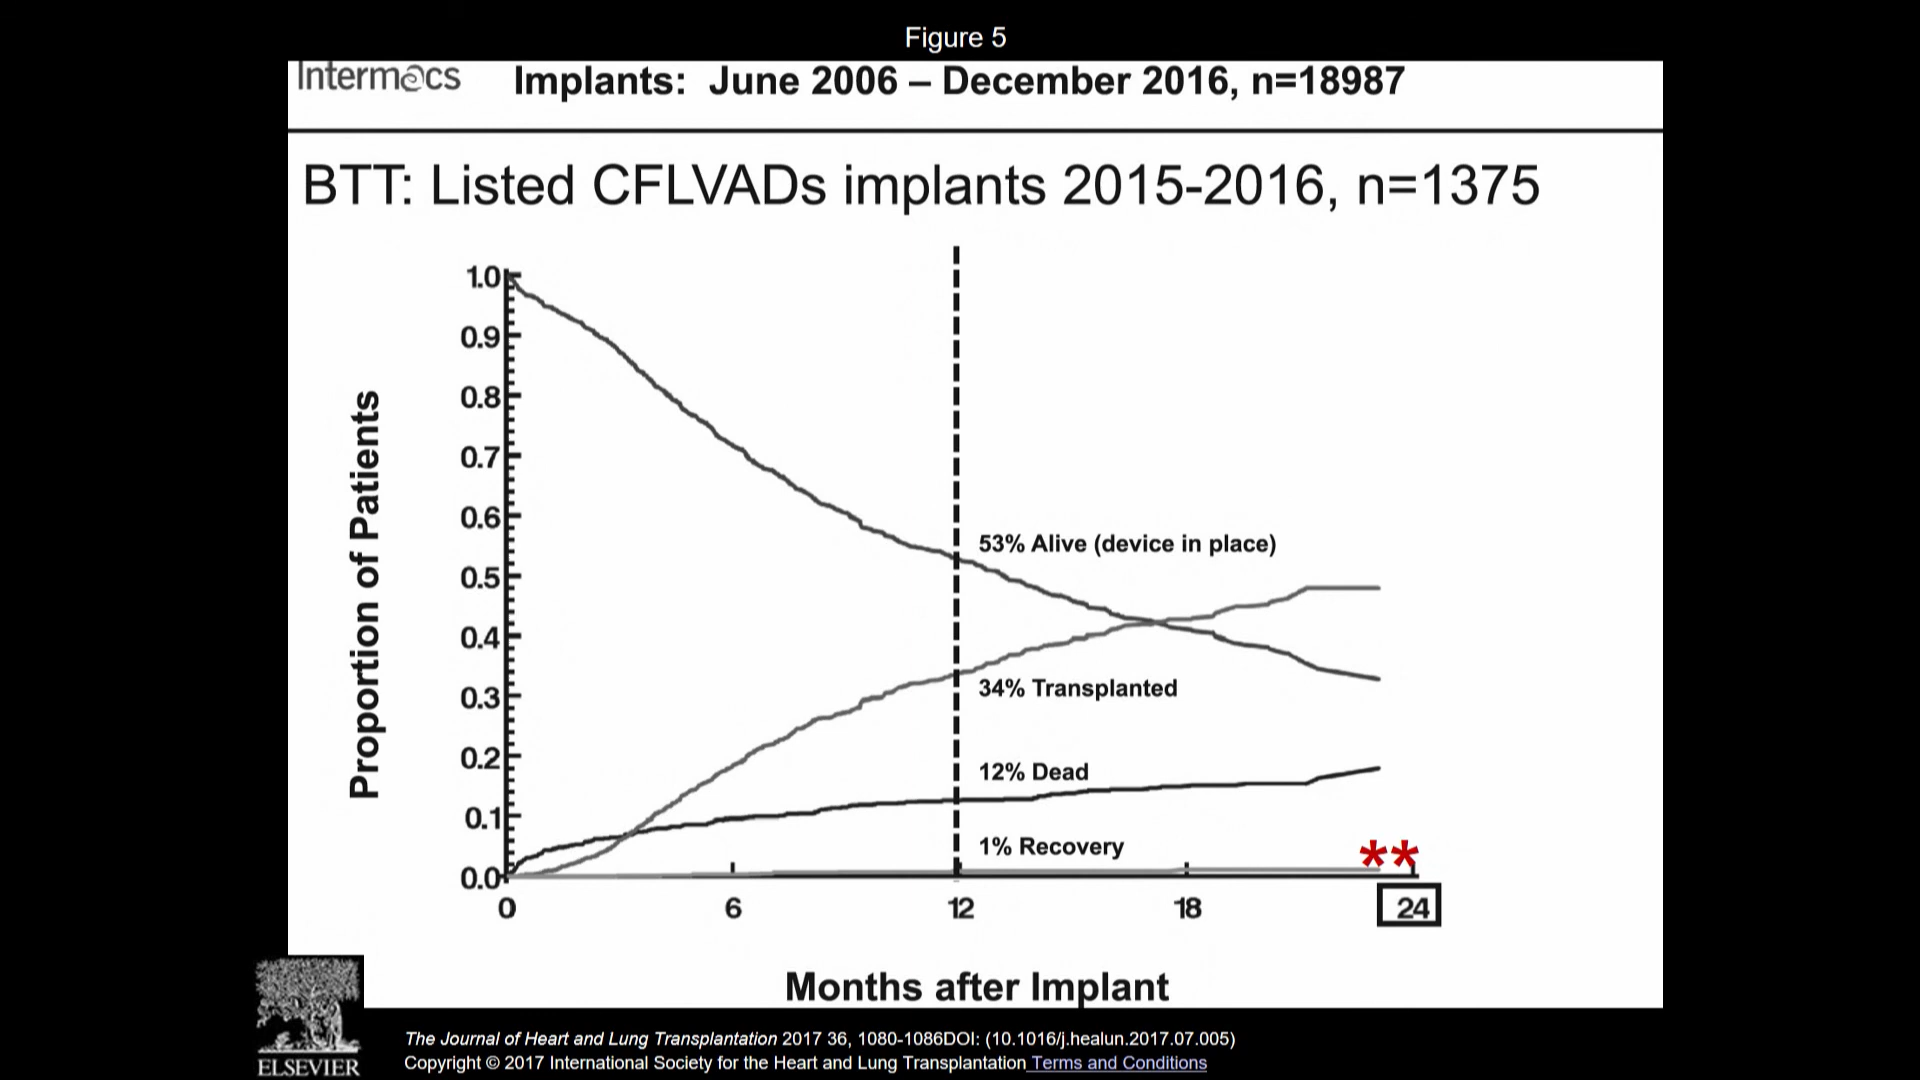 Figure 5
Intermacs
Implants: June 2006 – December 2016, n=18987
BTT: Listed CFLVADs implants 2015-2016, n=1375
Proportion of Patients
1.0
0.9
0.8
0.7
0.6
0.5
0.4
0.3
0.2
0.1
0.0
53% Alive (device in place)
34% Transplanted
12% Dead
1% Recovery
**
0 6 12 18 24
Months after Implant
ELSEVIER
The Journal of Heart and Lung Transplantation 2017 36, 1080-1086DOI: (10.1016/j.healun.2017.07.005)
Copyright © 2017 International Society for the Heart and Lung Transplantation Terms and Conditions